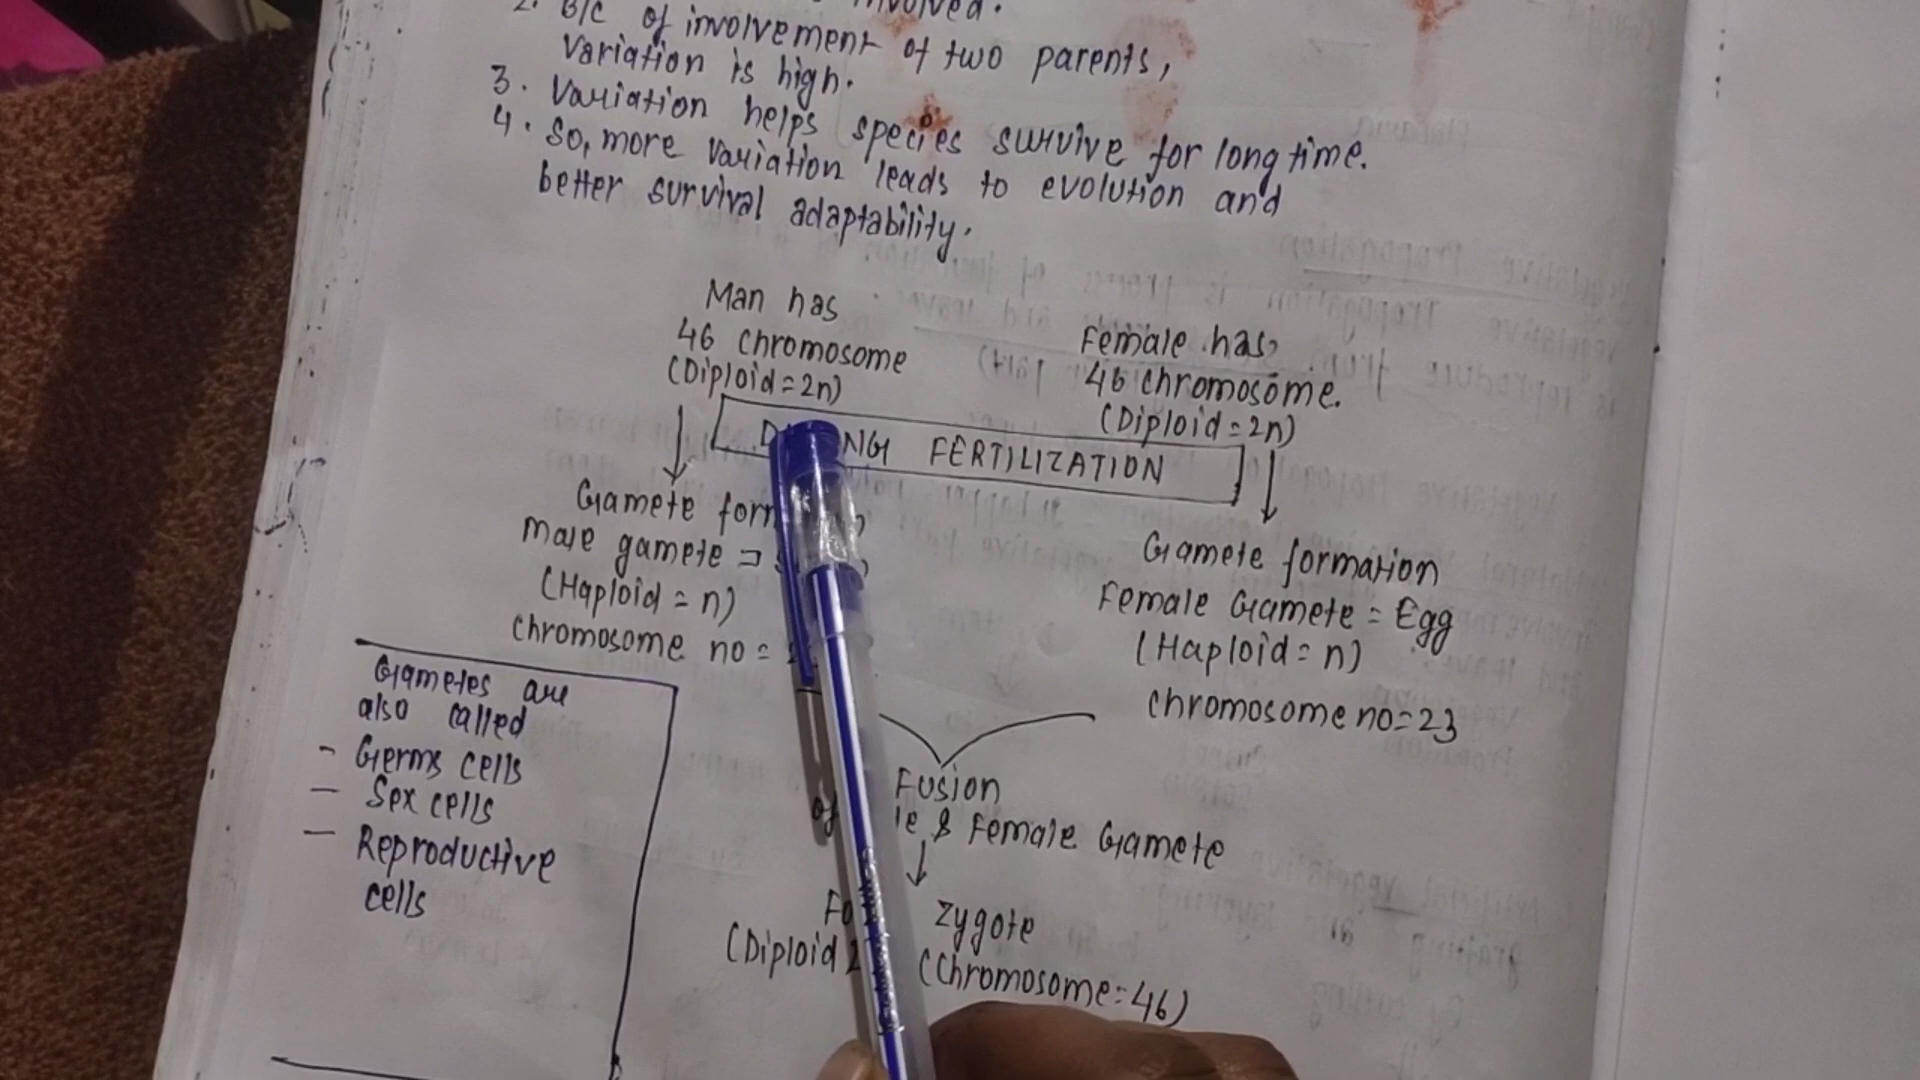 2. B/C of involvement of two parents,
variation is high.
3. Variation helps species survive for long time.
4. So, more variation leads to evolution and
better survival adaptability.
Man has
46 chromosome
(Diploid = 2n)
Female has
46 chromosome.
(Diploid = 2n)
FERTILIZATION
Gamete
Male gamete =
(Haploid = n)
chromosome no =
Gamete formation
Female Gamete = Egg
(Haploid = n)
chromosome no = 23
Gametes are
also called
- Germs cells
- Sex cells
- Reproductive
cells
Fusion
of & Female Gamete
Zygote
(Diploid (Chromosome = 46)